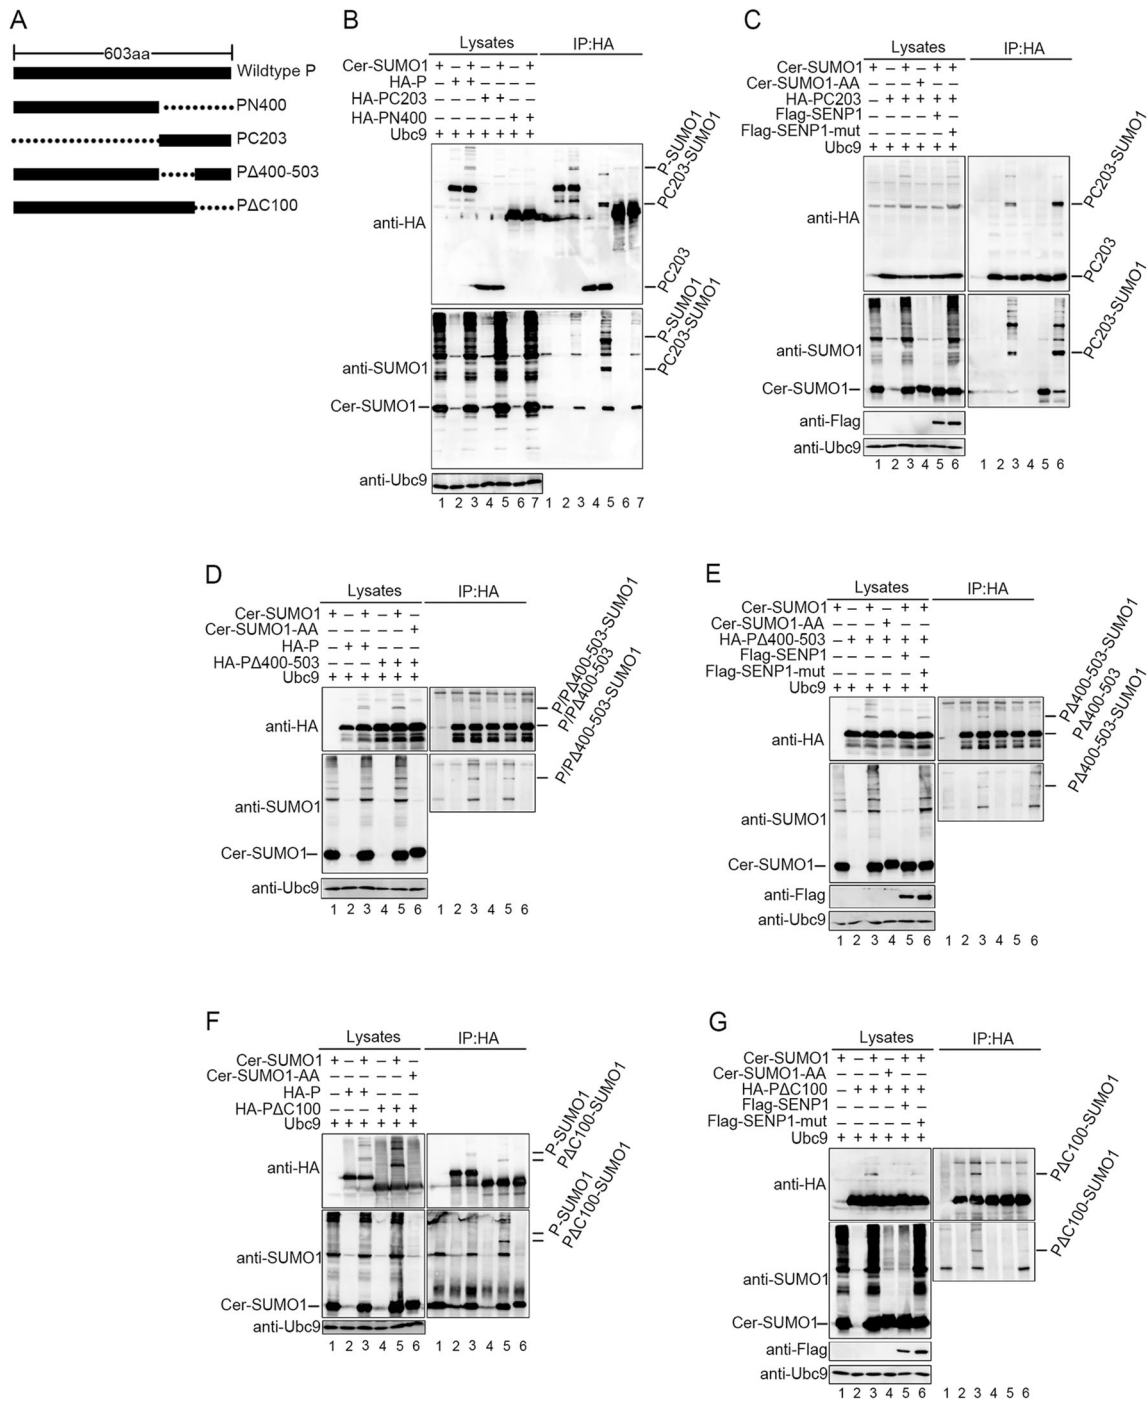 A
603aa
Wildtype P
PN400
PC203
PΔ400-503
PΔC100
B
Lysates IP:HA
Cer-SUMO1 + − + − + − +
HA-P − + + − − − −
HA-PC203 − − − + + − −
HA-PN400 − − − − − + +
Ubc9 + + + + + + +
P-SUMO1
PC203-SUMO1
anti-HA
PC203
P-SUMO1
PC203-SUMO1
anti-SUMO1
Cer-SUMO1
anti-Ubc9
1 2 3 4 5 6 7 1 2 3 4 5 6 7
C
Lysates IP:HA
Cer-SUMO1 + − + − + +
Cer-SUMO1-AA − − − + − −
HA-PC203 − + + + + +
Flag-SENP1 − − − − + −
Flag-SENP1-mut − − − − − +
Ubc9 + + + + + +
PC203-SUMO1
anti-HA
PC203
PC203-SUMO1
anti-SUMO1
Cer-SUMO1
anti-Flag
anti-Ubc9
1 2 3 4 5 6 1 2 3 4 5 6
D
Lysates IP:HA
Cer-SUMO1 + − + − + −
Cer-SUMO1-AA − − − − − +
HA-P − + + − − −
HA-PΔ400-503 − − − + + +
Ubc9 + + + + + +
P/PΔ400-503-SUMO1
P/PΔ400-503
P/PΔ400-503-SUMO1
anti-HA
anti-SUMO1
Cer-SUMO1
anti-Ubc9
1 2 3 4 5 6 1 2 3 4 5 6
E
Lysates IP:HA
Cer-SUMO1 + − + − + +
Cer-SUMO1-AA − − − + − −
HA-PΔ400-503 − + + + + +
Flag-SENP1 − − − − + −
Flag-SENP1-mut − − − − − +
Ubc9 + + + + + +
PΔ400-503-SUMO1
PΔ400-503
PΔ400-503-SUMO1
anti-HA
anti-SUMO1
Cer-SUMO1
anti-Flag
anti-Ubc9
1 2 3 4 5 6 1 2 3 4 5 6
F
Lysates IP:HA
Cer-SUMO1 + − + − + −
Cer-SUMO1-AA − − − − − +
HA-P − + + − − −
HA-PΔC100 − − − + + +
Ubc9 + + + + + +
P-SUMO1
PΔC100-SUMO1
anti-HA
P-SUMO1
PΔC100-SUMO1
anti-SUMO1
Cer-SUMO1
anti-Ubc9
1 2 3 4 5 6 1 2 3 4 5 6
G
Lysates IP:HA
Cer-SUMO1 + − + − + +
Cer-SUMO1-AA − − − + − −
HA-PΔC100 − + + + + +
Flag-SENP1 − − − − + −
Flag-SENP1-mut − − − − − +
Ubc9 + + + + + +
PΔC100-SUMO1
anti-HA
PΔC100-SUMO1
anti-SUMO1
Cer-SUMO1
anti-Flag
anti-Ubc9
1 2 3 4 5 6 1 2 3 4 5 6